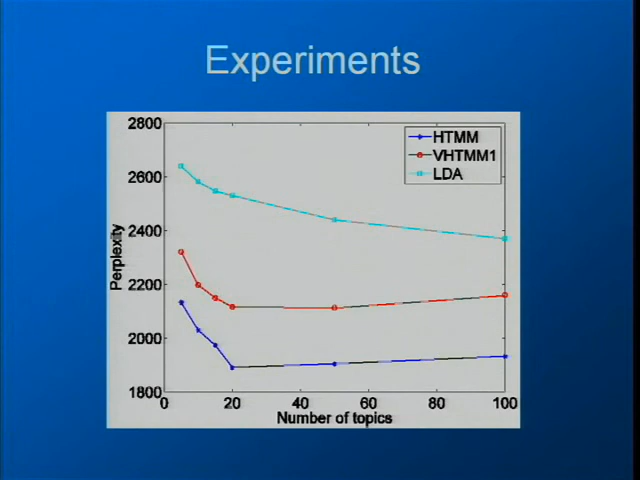 Experiments
2800
2600
2400
2200
2000
1800
Perplexity
HTMM
VHTMM1
LDA
0 20 40 60 80 100
Number of topics